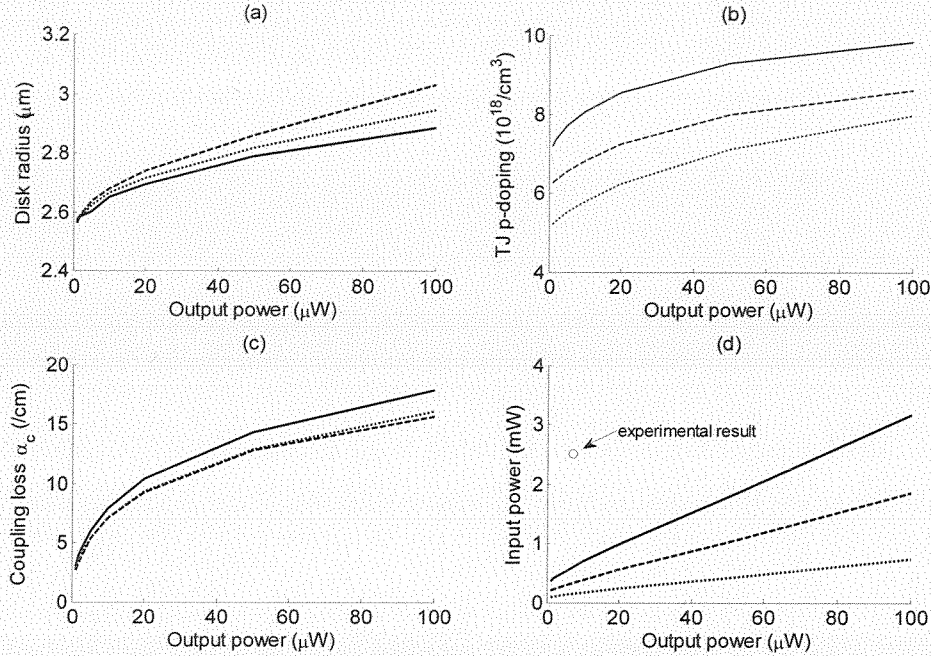 (a)
3.2
3
2.8
2.6
2.4
Disk radius (μm)
0 20 40 60 80 100
Output power (μW)
(b)
10
8
6
4
TJ p-doping (10^18/cm^3)
0 20 40 60 80 100
Output power (μW)
(c)
20
15
10
5
0
Coupling loss α_c (/cm)
0 20 40 60 80 100
Output power (μW)
(d)
4
3
2
1
0
Input power (mW)
experimental result
0 20 40 60 80 100
Output power (μW)